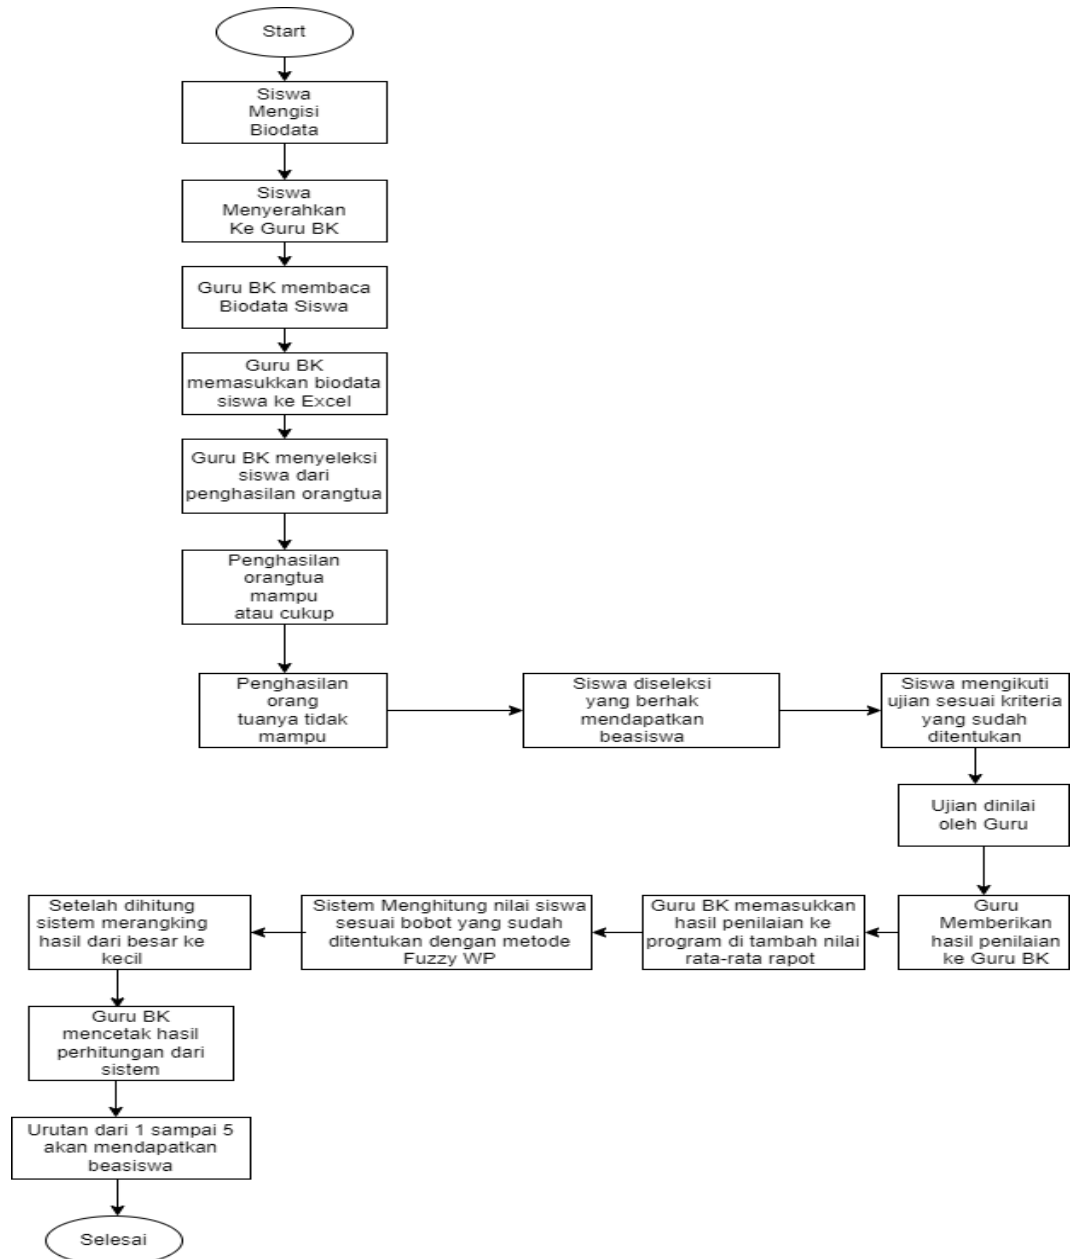 Start
Siswa
Mengisi
Biodata
Siswa
Menyerahkan
Ke Guru BK
Guru BK membaca
Biodata Siswa
Guru BK
memasukkan biodata
siswa ke Excel
Guru BK menyeleksi
siswa dari
penghasilan orangtua
Penghasilan
orangtua
mampu
atau cukup
Penghasilan
orang
tuanya tidak
mampu
Siswa diseleksi
yang berhak
mendapatkan
beasiswa
Siswa mengikuti
ujian sesuai kriteria
yang sudah
ditentukan
Ujian dinilai
oleh Guru
Guru
Memberikan
hasil penilaian
ke Guru BK
Guru BK memasukkan
hasil penilaian ke
program di tambah nilai
rata-rata rapot
Sistem Menghitung nilai siswa
sesuai bobot yang sudah
ditentukan dengan metode
Fuzzy WP
Setelah dihitung
sistem merangking
hasil dari besar ke
kecil
Guru BK
mencetak hasil
perhitungan dari
sistem
Urutan dari 1 sampai 5
akan mendapatkan
beasiswa
Selesai